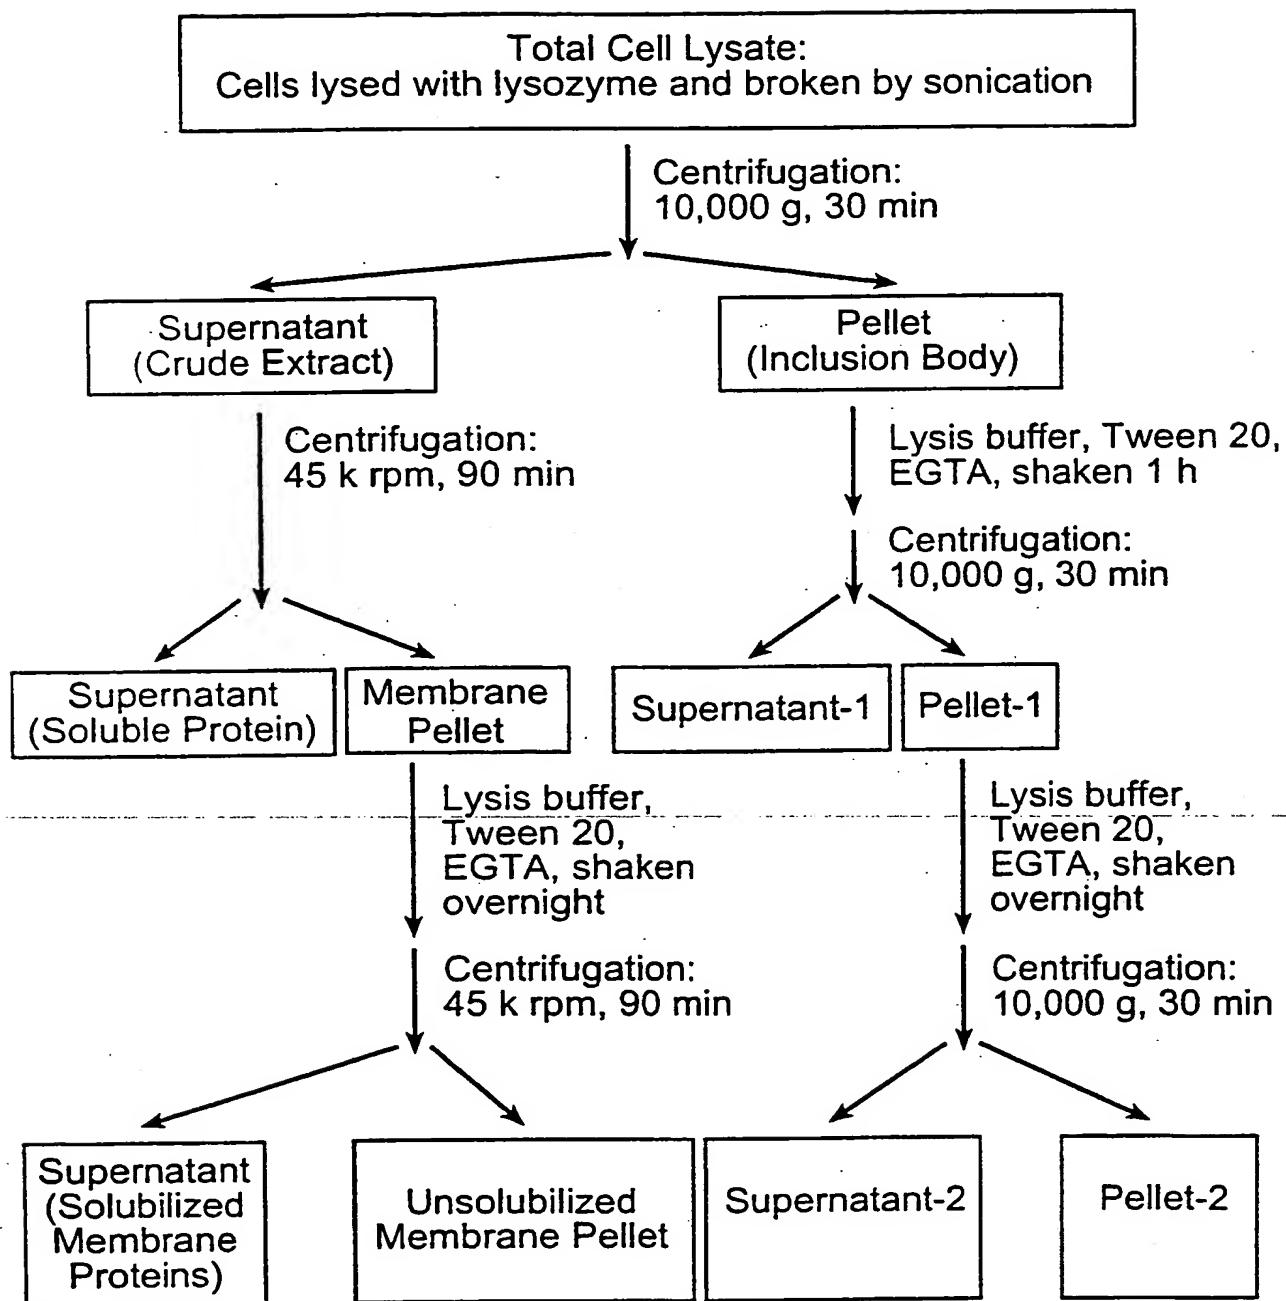 Total Cell Lysate:
Cells lysed with lysozyme and broken by sonication
Centrifugation:
10,000 g, 30 min
Supernatant
(Crude Extract)
Pellet
(Inclusion Body)
Centrifugation:
45 k rpm, 90 min
Lysis buffer, Tween 20,
EGTA, shaken 1 h
Centrifugation:
10,000 g, 30 min
Supernatant
(Soluble Protein)
Membrane
Pellet
Supernatant-1
Pellet-1
Lysis buffer,
Tween 20,
EGTA, shaken
overnight
Lysis buffer,
Tween 20,
EGTA, shaken
overnight
Centrifugation:
45 k rpm, 90 min
Centrifugation:
10,000 g, 30 min
Supernatant
(Solubilized
Membrane
Proteins)
Unsolubilized
Membrane Pellet
Supernatant-2
Pellet-2